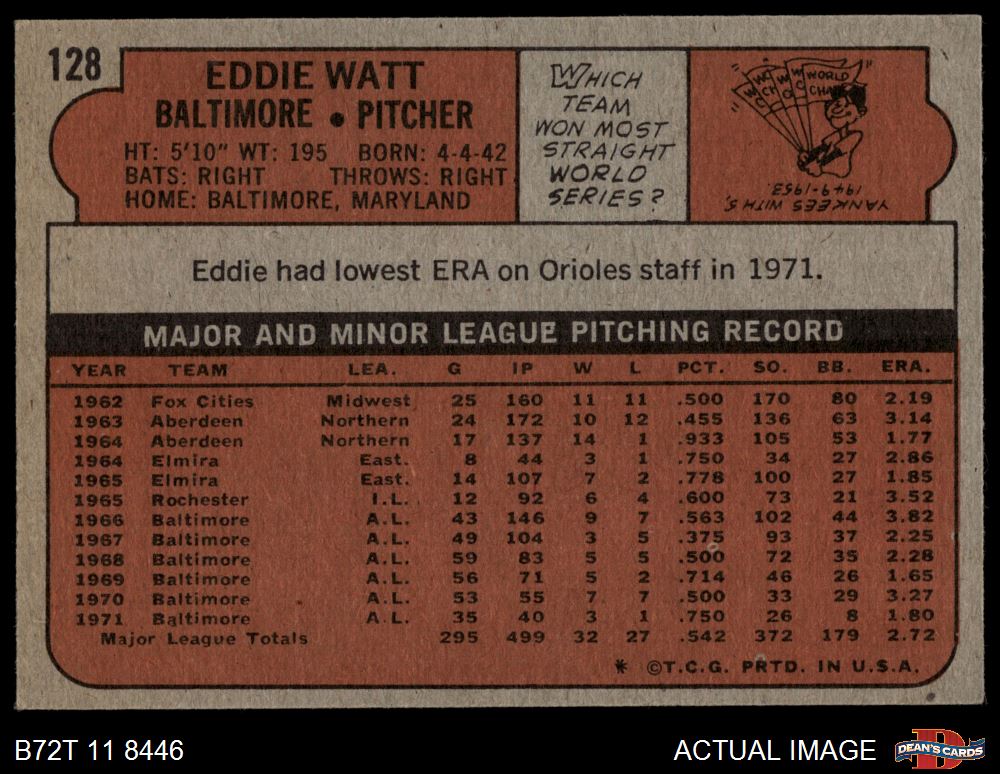 128
EDDIE WATT
BALTIMORE • PITCHER
HT: 5'10" WT: 195 BORN: 4-4-42
BATS: RIGHT THROWS: RIGHT
HOME: BALTIMORE, MARYLAND
WHICH
TEAM
WON MOST
STRAIGHT
WORLD
SERIES?
W C
WC
W CH
W C
W O
WORLD
CHA
YANKEES WITH 5,
1949-1953.
Eddie had lowest ERA on Orioles staff in 1971.
MAJOR AND MINOR LEAGUE PITCHING RECORD
YEAR TEAM LEA. G IP W L PCT. SO. BB. ERA.
1962 Fox Cities Midwest 25 160 11 11 .500 170 80 2.19
1963 Aberdeen Northern 24 172 10 12 .455 136 63 3.14
1964 Aberdeen Northern 17 137 14 1 .933 105 53 1.77
1964 Elmira East. 8 44 3 1 .750 34 27 2.86
1965 Elmira East. 14 107 7 2 .778 100 27 1.85
1965 Rochester I.L. 12 92 6 4 .600 73 21 3.52
1966 Baltimore A.L. 43 146 9 7 .563 102 44 3.82
1967 Baltimore A.L. 49 104 3 5 .375 93 37 2.25
1968 Baltimore A.L. 59 83 5 5 .500 72 35 2.28
1969 Baltimore A.L. 56 71 5 2 .714 46 26 1.65
1970 Baltimore A.L. 53 55 7 7 .500 33 29 3.27
1971 Baltimore A.L. 35 40 3 1 .750 26 8 1.80
Major League Totals 295 499 32 27 .542 372 179 2.72
* ©T.C.G. PRTD. IN U.S.A.
B72T 11 8446
ACTUAL IMAGE
D
DEAN'S CARDS